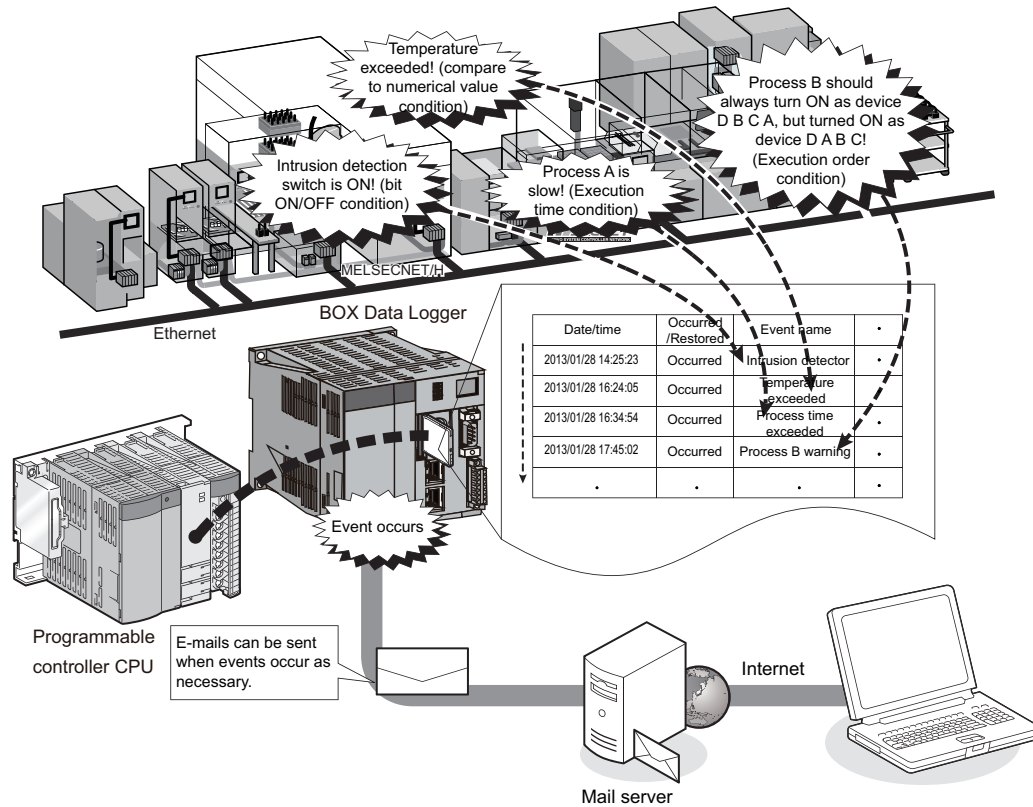 Temperature
exceeded! (compare
to numerical value
condition)
Process B should
always turn ON as device
D B C A, but turned ON as
device D A B C!
(Execution order
condition)
Intrusion detection
switch is ON! (bit
ON/OFF condition)
Process A is
slow! (Execution
time condition)
MELSECNET/H
Ethernet
BOX Data Logger
Date/time
Occurred
/Restored
Event name
2013/01/28 14:25:23
Occurred
Intrusion detector
2013/01/28 16:24:05
Occurred
Temperature
exceeded
2013/01/28 16:34:54
Occurred
Process time
exceeded
2013/01/28 17:45:02
Occurred
Process B warning
Event occurs
Programmable
controller CPU
E-mails can be sent
when events occur as
necessary.
Internet
Mail server